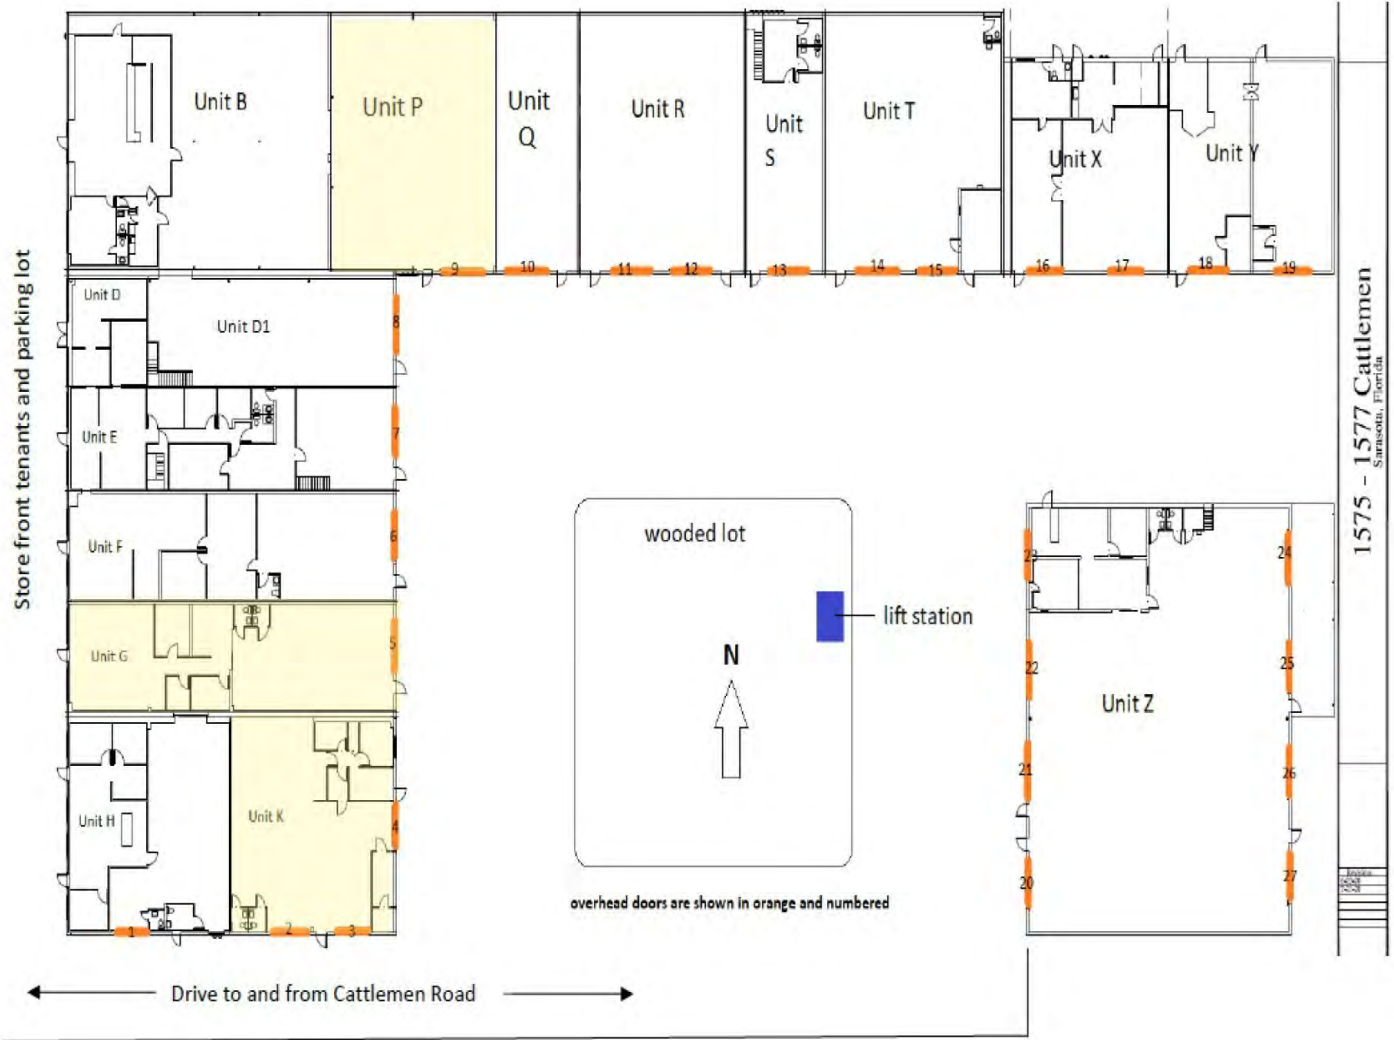 Unit B
Unit P
Unit
Q
Unit R
Unit
S
Unit T
Unit X
Unit Y
9
10
11
12
13
14
15
16
17
18
19
Unit D
Unit D1
8
Unit E
7
Unit F
6
Unit G
5
Unit H
Unit K
4
1
2
3
Store front tenants and parking lot
wooded lot
lift station
N
overhead doors are shown in orange and numbered
23
24
22
25
Unit Z
21
26
20
27
1575 - 1577 Cattlemen
Sarasota, Florida
Drive to and from Cattlemen Road